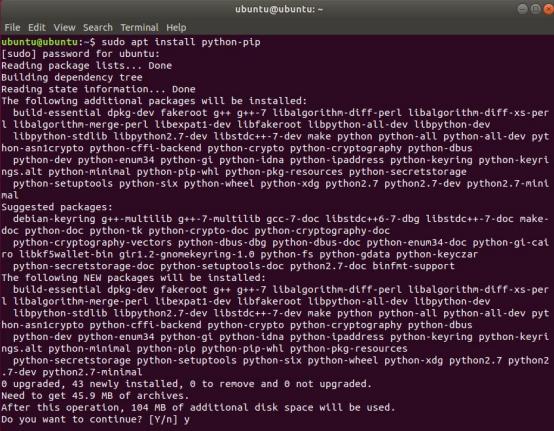 ubuntu@ubuntu: ~
File Edit View Search Terminal Help
ubuntu@ubuntu:~$ sudo apt install python-pip
[sudo] password for ubuntu:
Reading package lists... Done
Building dependency tree
Reading state information... Done
The following additional packages will be installed:
  build-essential dpkg-dev fakeroot g++ g++-7 libalgorithm-diff-perl libalgorithm-diff-xs-per
l libalgorithm-merge-perl libexpat1-dev libfakeroot libpython-all-dev libpython-dev
  libpython-stdlib libpython2.7-dev libstdc++-7-dev make python python-all python-all-dev pyt
hon-asn1crypto python-cffi-backend python-crypto python-cryptography python-dbus
  python-dev python-enum34 python-gi python-idna python-ipaddress python-keyring python-keyri
ngs.alt python-minimal python-pip-whl python-pkg-resources python-secretstorage
  python-setuptools python-six python-wheel python-xdg python2.7 python2.7-dev python2.7-mini
mal
Suggested packages:
  debian-keyring g++-multilib g++-7-multilib gcc-7-doc libstdc++6-7-dbg libstdc++-7-doc make-
doc python-doc python-tk python-crypto-doc python-cryptography-doc
  python-cryptography-vectors python-dbus-dbg python-dbus-doc python-enum34-doc python-gi-cai
ro libkf5wallet-bin gir1.2-gnomekeyring-1.0 python-fs python-gdata python-keyczar
  python-secretstorage-doc python-setuptools-doc python2.7-doc binfmt-support
The following NEW packages will be installed:
  build-essential dpkg-dev fakeroot g++ g++-7 libalgorithm-diff-perl libalgorithm-diff-xs-per
l libalgorithm-merge-perl libexpat1-dev libfakeroot libpython-all-dev libpython-dev
  libpython-stdlib libpython2.7-dev libstdc++-7-dev make python python-all python-all-dev pyt
hon-asn1crypto python-cffi-backend python-crypto python-cryptography python-dbus
  python-dev python-enum34 python-gi python-idna python-ipaddress python-keyring python-keyri
ngs.alt python-minimal python-pip python-pip-whl python-pkg-resources
  python-secretstorage python-setuptools python-six python-wheel python-xdg python2.7 python2
.7-dev python2.7-minimal
0 upgraded, 43 newly installed, 0 to remove and 0 not upgraded.
Need to get 45.9 MB of archives.
After this operation, 104 MB of additional disk space will be used.
Do you want to continue? [Y/n] y